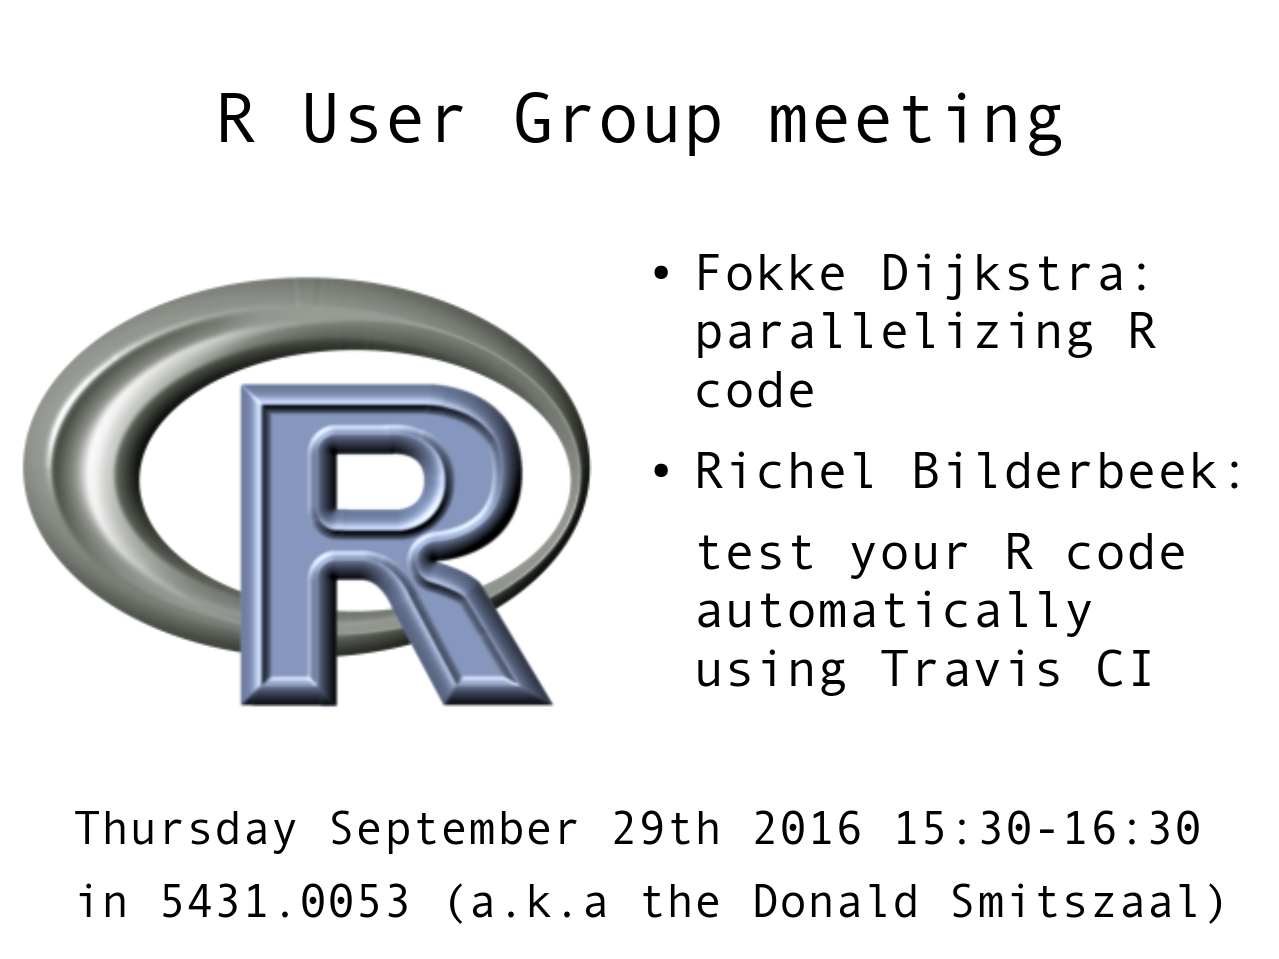 R User Group meeting
R
• Fokke Dijkstra:
parallelizing R
code
• Richel Bilderbeek:
test your R code
automatically
using Travis CI
Thursday September 29th 2016 15:30-16:30
in 5431.0053 (a.k.a the Donald Smitszaal)